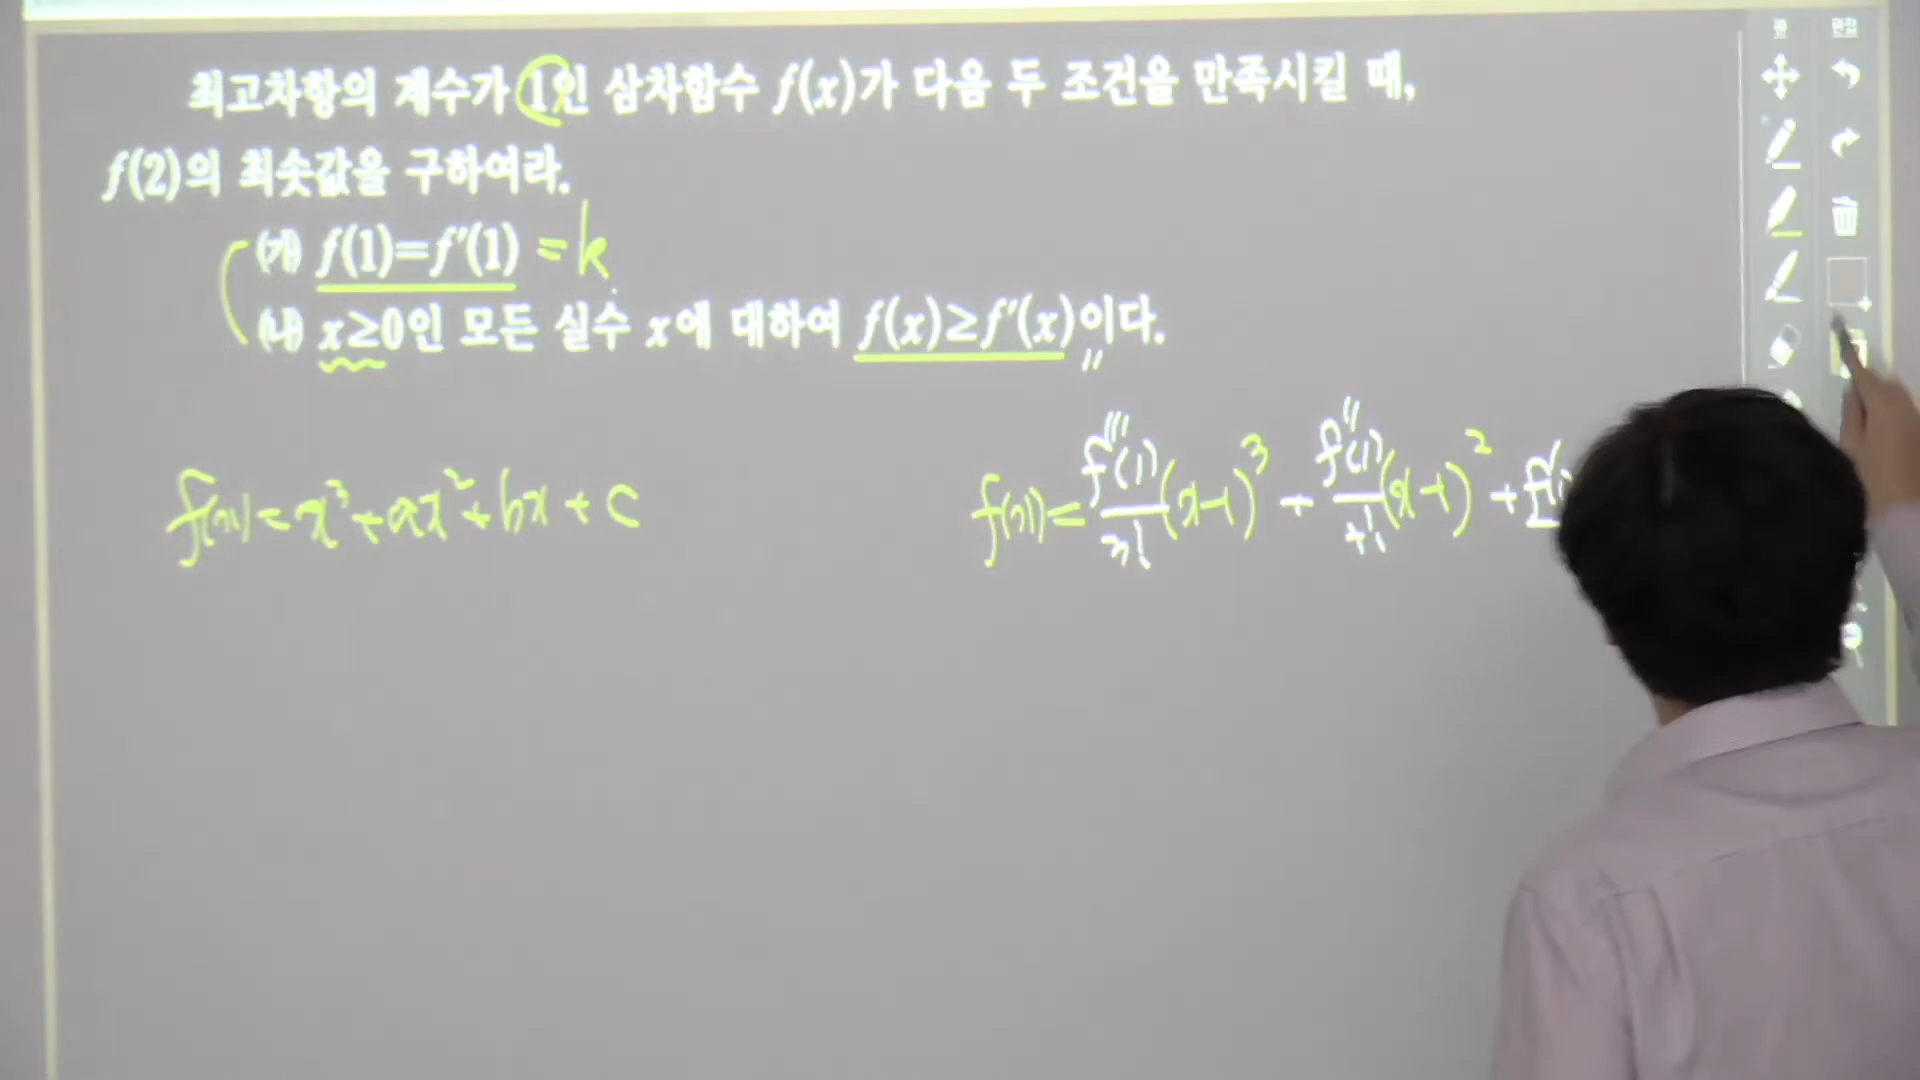 최고차항의 계수가 1인 삼차함수 f(x)가 다음 두 조건을 만족시킬 때,
f(2)의 최솟값을 구하여라.
(가) f(1)=f′(1) =k
(나) x≥0인 모든 실수 x에 대하여 f(x)≥f′(x)이다.
f(x)=x³+ax²+bx+c
f(x)=f‴(1)/3!(x-1)³+f″(1)/2!(x-1)²+f′(
펜
편집